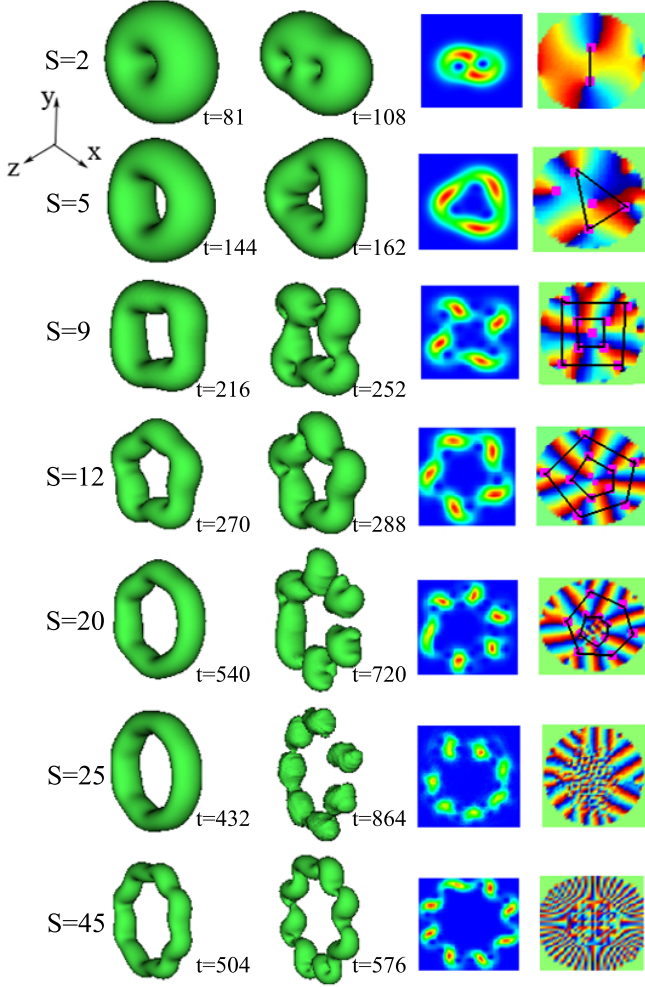 S=2
t=81
t=108
y
z
x
S=5
t=144
t=162
S=9
t=216
t=252
S=12
t=270
t=288
S=20
t=540
t=720
S=25
t=432
t=864
S=45
t=504
t=576